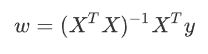 $w = (X^T X)^{-1} X^T y$